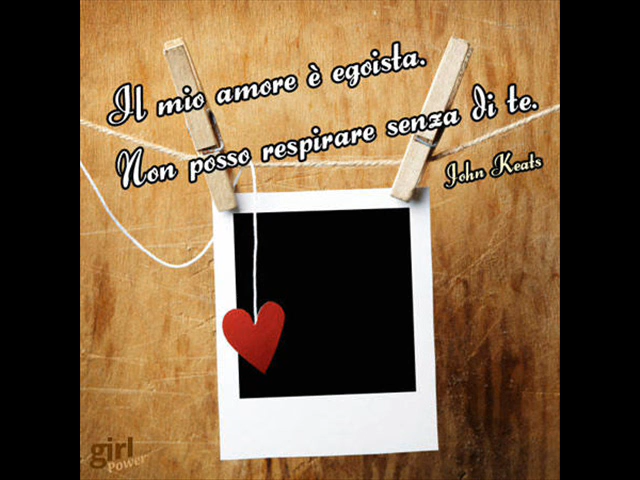 Il mio amore è egoista.
Non posso respirare senza di te.
John Keats
girl
Power